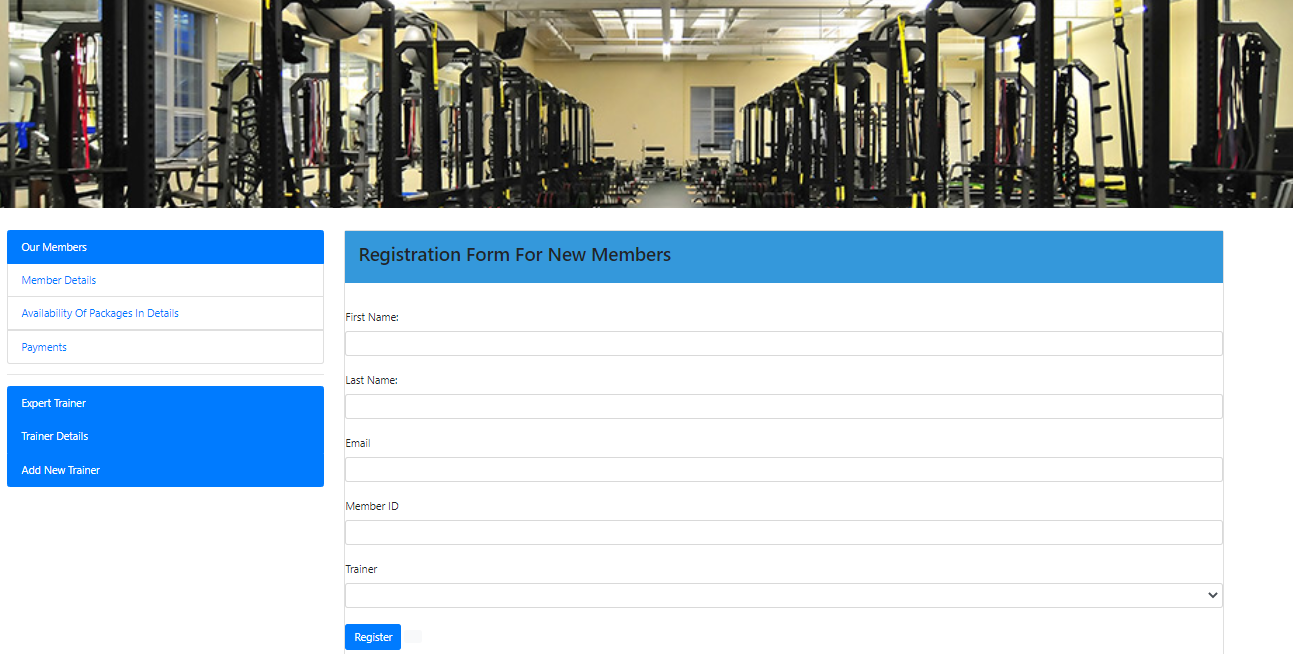 Our Members
Member Details
Availability Of Packages In Details
Payments
Expert Trainer
Trainer Details
Add New Trainer
Registration Form For New Members
First Name:
Last Name:
Email
Member ID
Trainer
Register